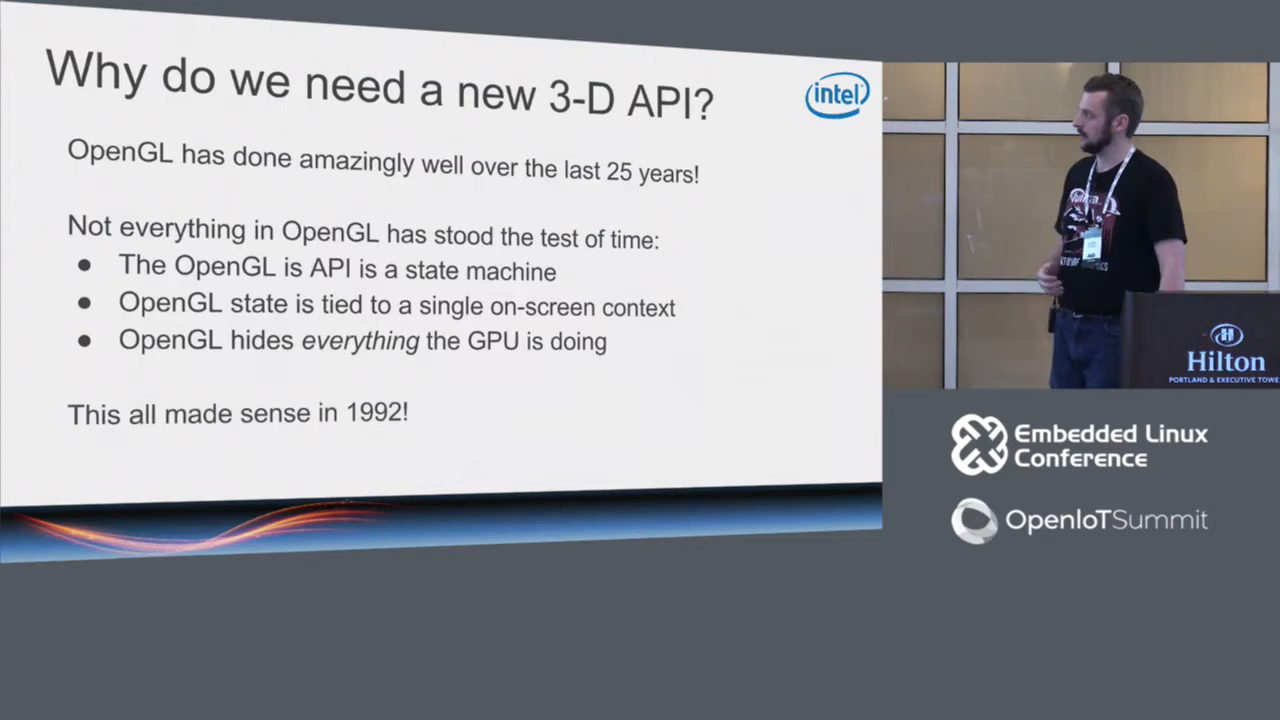 Why do we need a new 3-D API?
intel
OpenGL has done amazingly well over the last 25 years!
Not everything in OpenGL has stood the test of time:
● The OpenGL is API is a state machine
● OpenGL state is tied to a single on-screen context
● OpenGL hides everything the GPU is doing
This all made sense in 1992!
Hilton
PORTLAND & EXECUTIVE TOWE
Embedded Linux
Conference
OpenIoTSummit